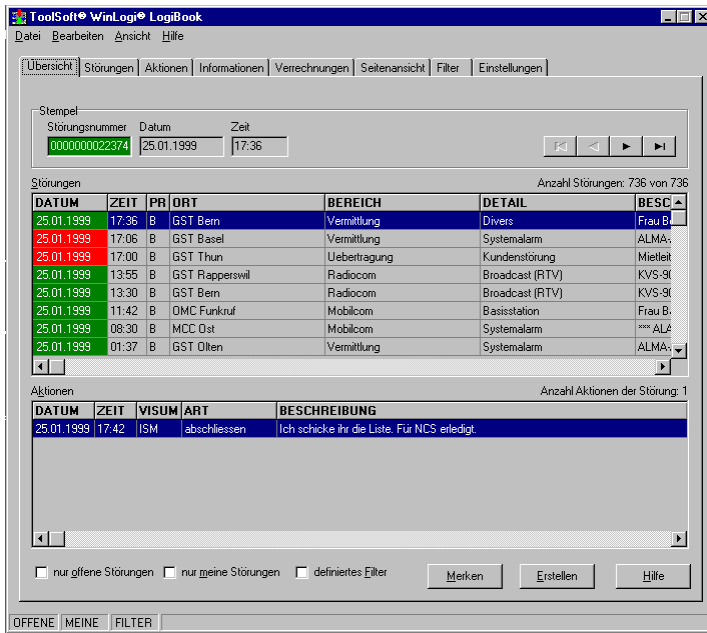 ToolSoft® WinLogi® LogiBook
Datei Bearbeiten Ansicht Hilfe
Übersicht Störungen Aktionen Informationen Verrechnungen Seitenansicht Filter Einstellungen
Stempel
Störungsnummer Datum Zeit
0000000022374 25.01.1999 17:36
Störungen Anzahl Störungen: 736 von 736
DATUM ZEIT PR ORT BEREICH DETAIL BESC
25.01.1999 17:36 B GST Bern Vermittlung Divers Frau
25.01.1999 17:06 B GST Basel Vermittlung Systemalarm ALMA-
25.01.1999 17:00 B GST Thun Uebertragung Kundenstörung Mietleit
25.01.1999 13:55 B GST Rapperswil Radiocom Broadcast (RTV) KVS-90
25.01.1999 13:30 B GST Bern Radiocom Broadcast (RTV) KVS-90
25.01.1999 11:42 B OMC Funkruf Mobilcom Basisstation Frau
25.01.1999 08:30 B MCC Ost Mobilcom Systemalarm *** ALA
25.01.1999 01:37 B GST Olten Vermittlung Systemalarm ALMA-
Aktionen Anzahl Aktionen der Störung: 1
DATUM ZEIT VISUM ART BESCHREIBUNG
25.01.1999 17:42 ISM abschliessen Ich schicke ihr die Liste. Für NCS erledigt.
nur offene Störungen nur meine Störungen definiertes Filter Merken Erstellen Hilfe
OFFENE MEINE FILTER